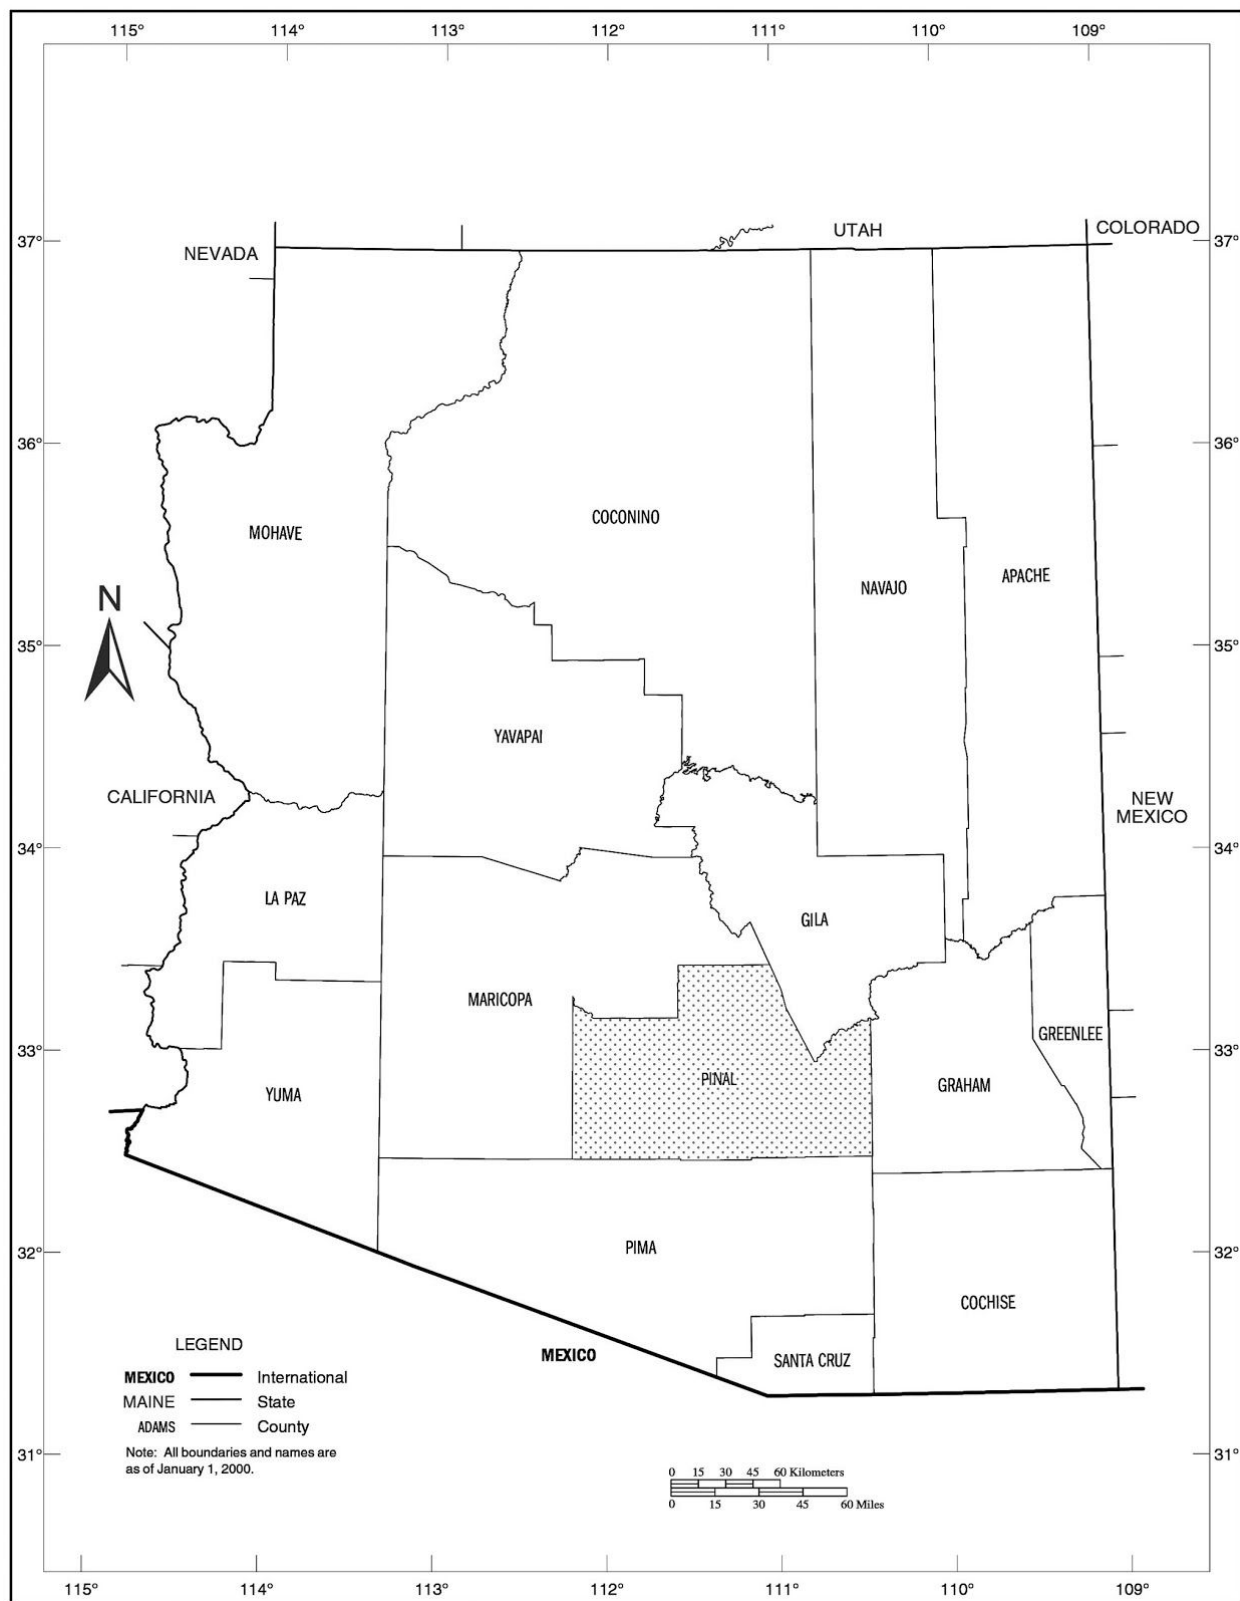 115° 114° 113° 112° 111° 110° 109°
37° UTAH COLORADO 37°
NEVADA
36° 36°
COCONINO
MOHAVE
APACHE
NAVAJO
N
35° 35°
YAVAPAI
CALIFORNIA
NEW
MEXICO
34° 34°
LA PAZ
GILA
MARICOPA
GREENLEE
33° 33°
PINAL
GRAHAM
YUMA
32° 32°
PIMA
COCHISE
MEXICO
SANTA CRUZ
LEGEND
MEXICO International
MAINE State
ADAMS County
Note: All boundaries and names are
as of January 1, 2000.
31° 31°
0 15 30 45 60 Kilometers
0 15 30 45 60 Miles
115° 114° 113° 112° 111° 110° 109°